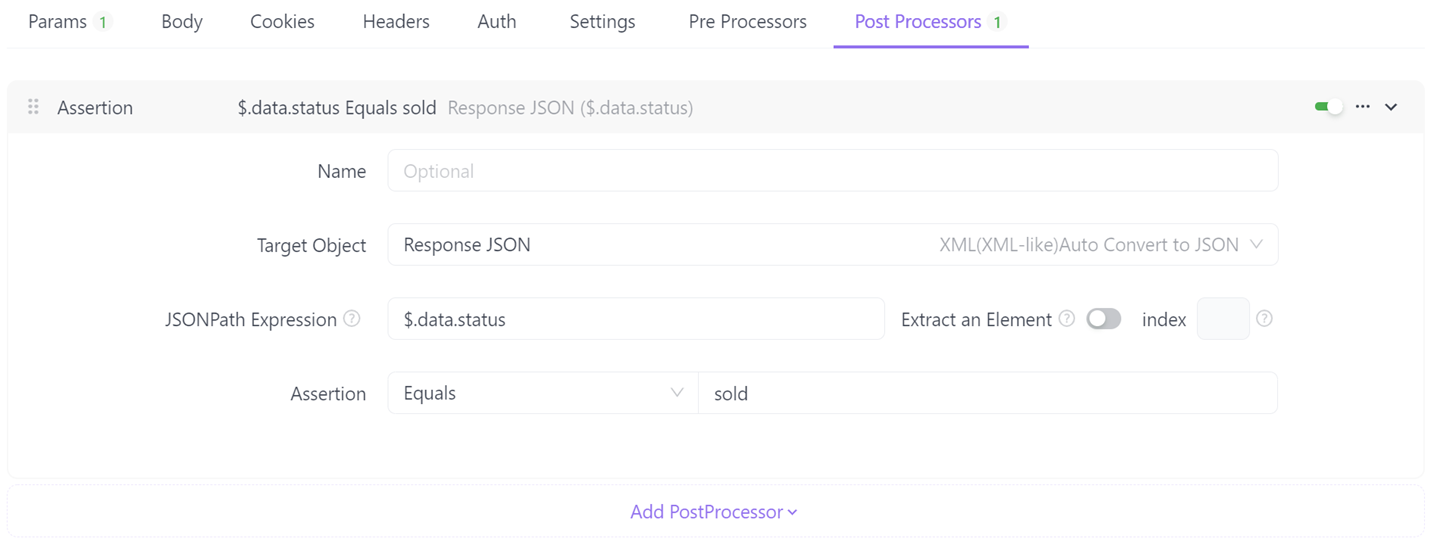 Params 1 Body Cookies Headers Auth Settings Pre Processors Post Processors 1
Assertion $.data.status Equals sold Response JSON ($.data.status)
Name Optional
Target Object Response JSON XML(XML-like)Auto Convert to JSON
JSONPath Expression ? $.data.status Extract an Element ? index ?
Assertion Equals sold
Add PostProcessor